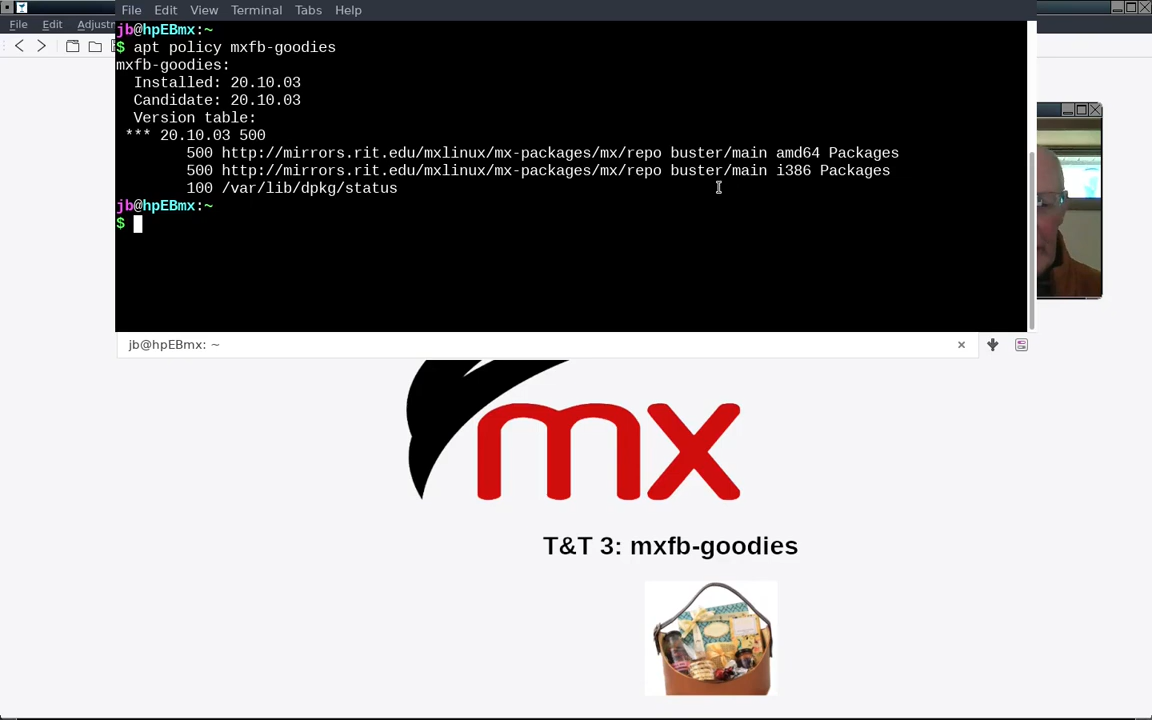 File Edit View Terminal Tabs Help
File Edit
jb@hpEBmx:~
$ apt policy mxfb-goodies
mxfb-goodies:
  Installed: 20.10.03
  Candidate: 20.10.03
  Version table:
 *** 20.10.03 500
        500 http://mirrors.rit.edu/mxlinux/mx-packages/mx/repo buster/main amd64 Packages
        500 http://mirrors.rit.edu/mxlinux/mx-packages/mx/repo buster/main i386 Packages
        100 /var/lib/dpkg/status
jb@hpEBmx:~
$
jb@hpEBmx: ~
mx
T&T 3: mxfb-goodies